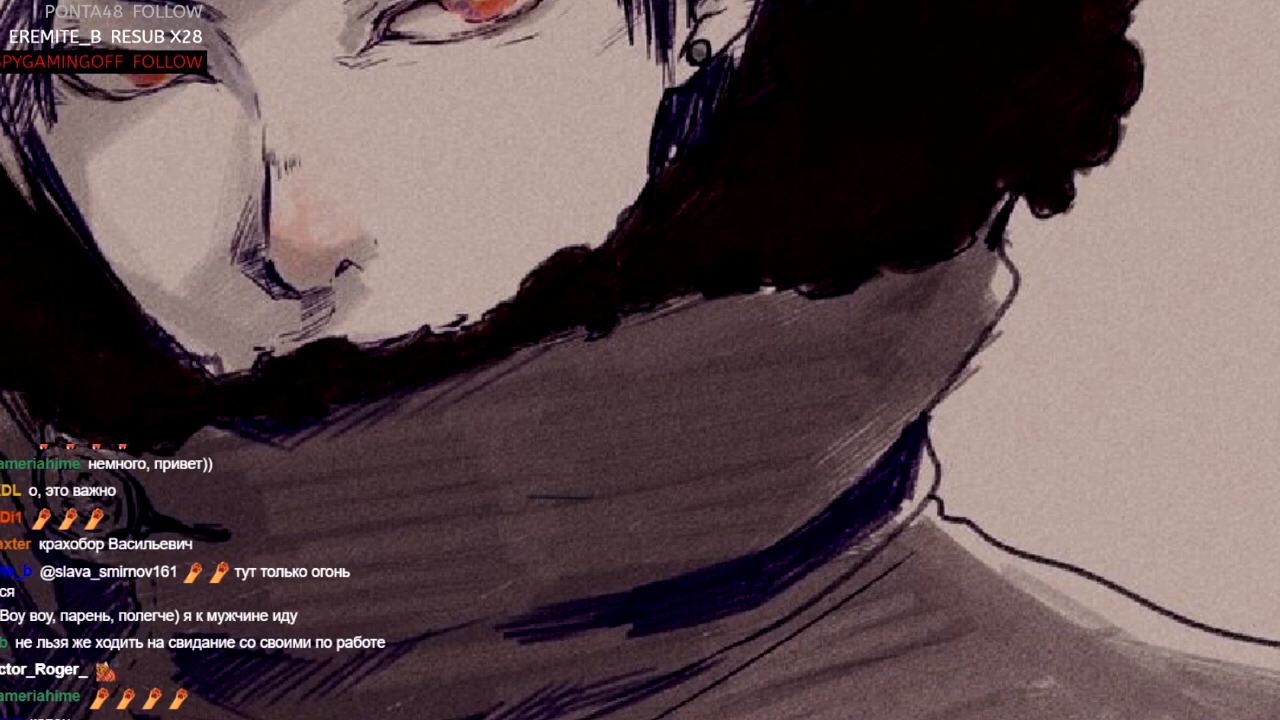 PONTA48 FOLLOW
EREMITE_B RESUB X28
SPYGAMINGOFF FOLLOW
ameriahime немного, привет))
DL о, это важно
Di1
axter крахобор Васильевич
@slava_smirnov161 тут только огонь
ся
Воу воу, парень, полегче) я к мужчине иду
b не льзя же ходить на свидание со своими по работе
ctor_Roger_
ameriahime